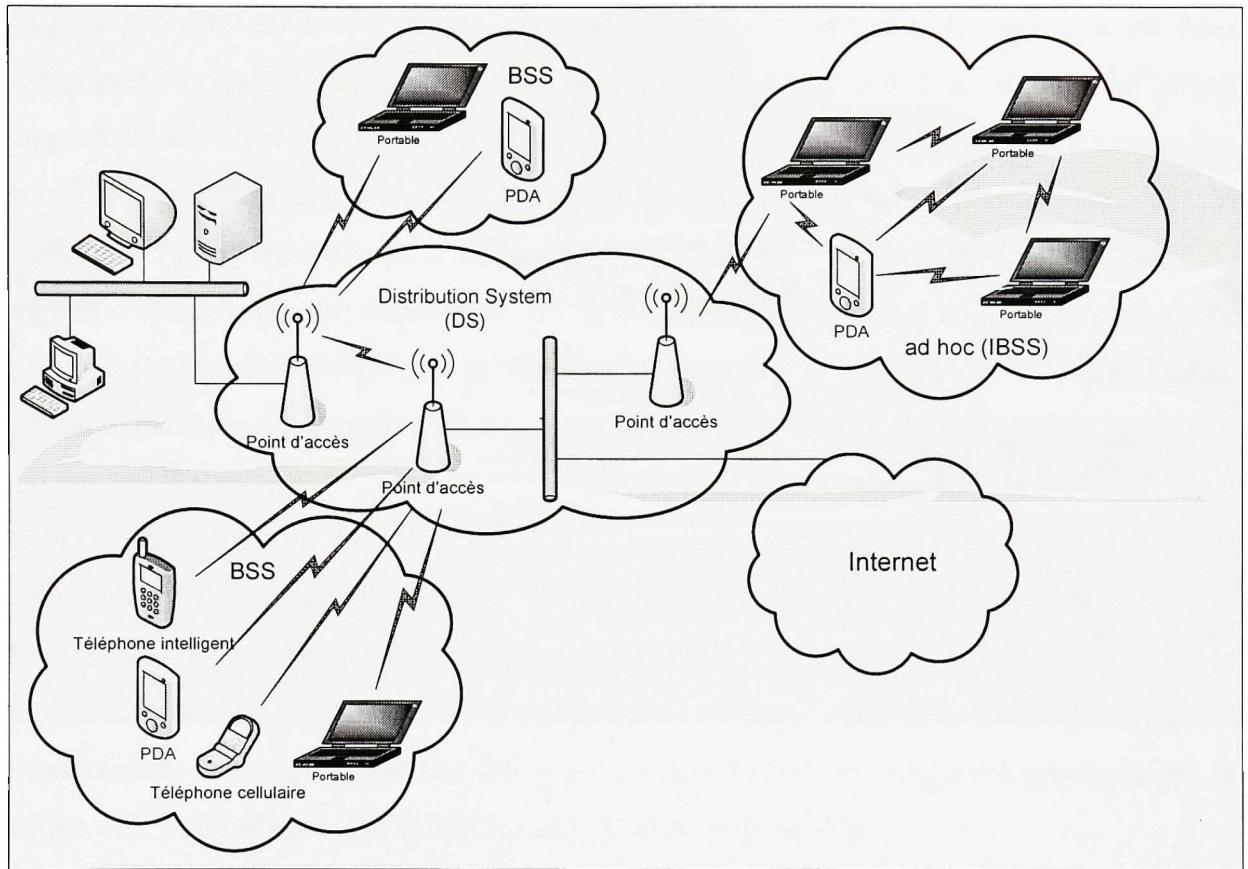 BSS
Portable
PDA
Portable
Portable
PDA
Portable
ad hoc (IBSS)
Distribution System
(DS)
Point d'accès
Point d'accès
Point d'accès
Internet
BSS
Téléphone intelligent
PDA
Téléphone cellulaire
Portable